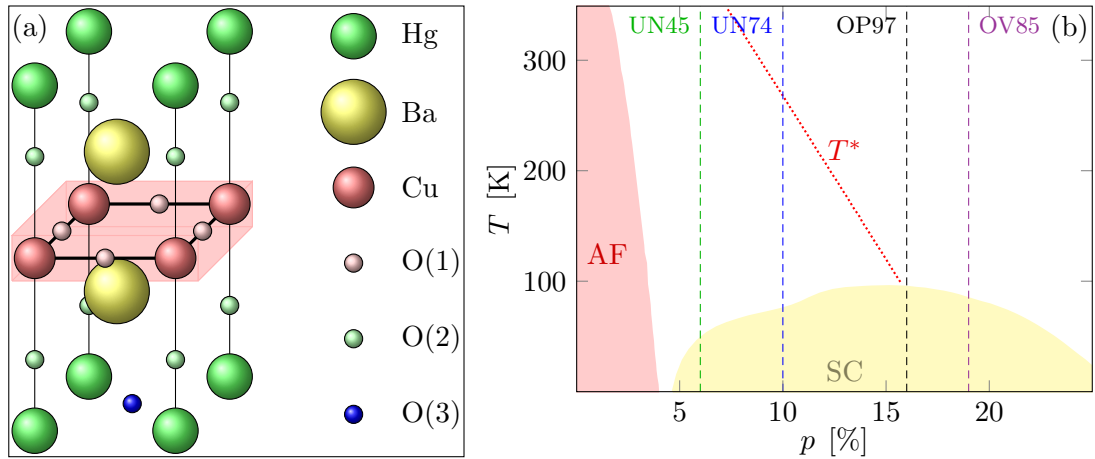 (a)
Hg
Ba
Cu
O(1)
O(2)
O(3)
UN45 UN74 OP97 OV85 (b)
300
200
100
T [K]
T*
AF
SC
5 10 15 20
p [%]